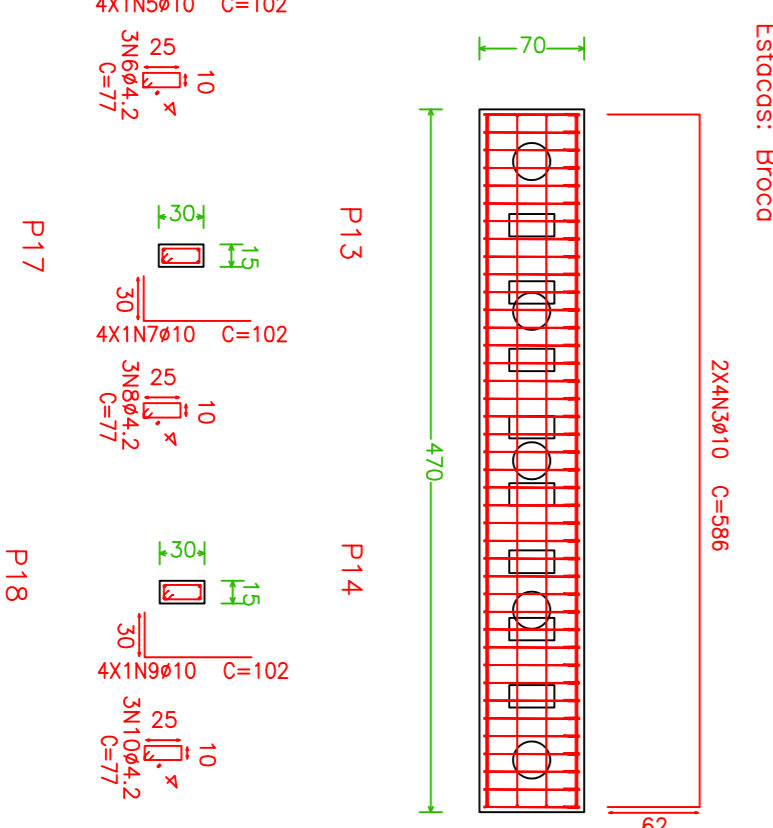 4X1N5ø10 C=102
3N6ø4.2
C=77
25
10
P17
30
15
P13
30
4X1N7ø10 C=102
3N8ø4.2
C=77
25
10
P18
30
15
P14
30
4X1N9ø10 C=102
3N10ø4.2
C=77
25
10
70
470
Estacas: Broca
2X4N3ø10 C=586
62